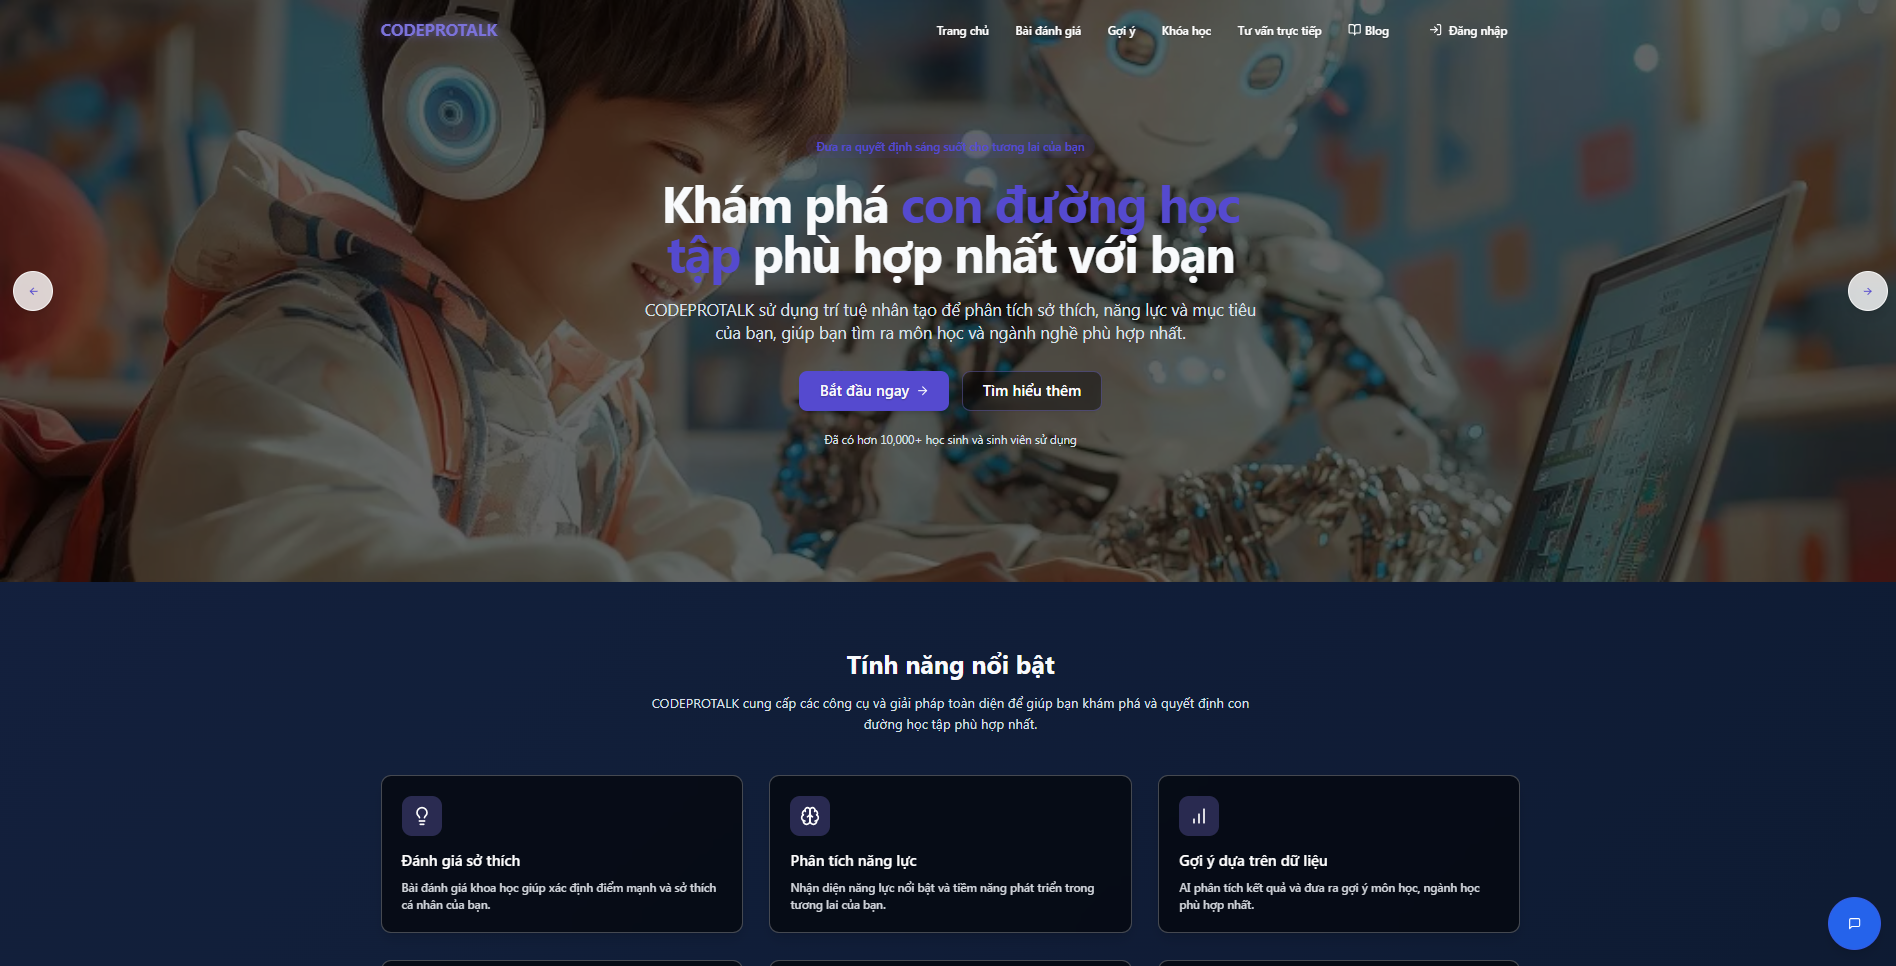 CODEPROTALK
Trang chủ Bài đánh giá Gợi ý Khóa học Tư vấn trực tiếp Blog Đăng nhập
Đưa ra quyết định sáng suốt cho tương lai của bạn
Khám phá con đường học
tập phù hợp nhất với bạn
CODEPROTALK sử dụng trí tuệ nhân tạo để phân tích sở thích, năng lực và mục tiêu
của bạn, giúp bạn tìm ra môn học và ngành nghề phù hợp nhất.
Bắt đầu ngay Tìm hiểu thêm
Đã có hơn 10,000+ học sinh và sinh viên sử dụng
Tính năng nổi bật
CODEPROTALK cung cấp các công cụ và giải pháp toàn diện để giúp bạn khám phá và quyết định con
đường học tập phù hợp nhất.
Đánh giá sở thích
Bài đánh giá khoa học giúp xác định điểm mạnh và sở thích
cá nhân của bạn.
Phân tích năng lực
Nhận diện năng lực nổi bật và tiềm năng phát triển trong
tương lai của bạn.
Gợi ý dựa trên dữ liệu
AI phân tích kết quả và đưa ra gợi ý môn học, ngành học
phù hợp nhất.